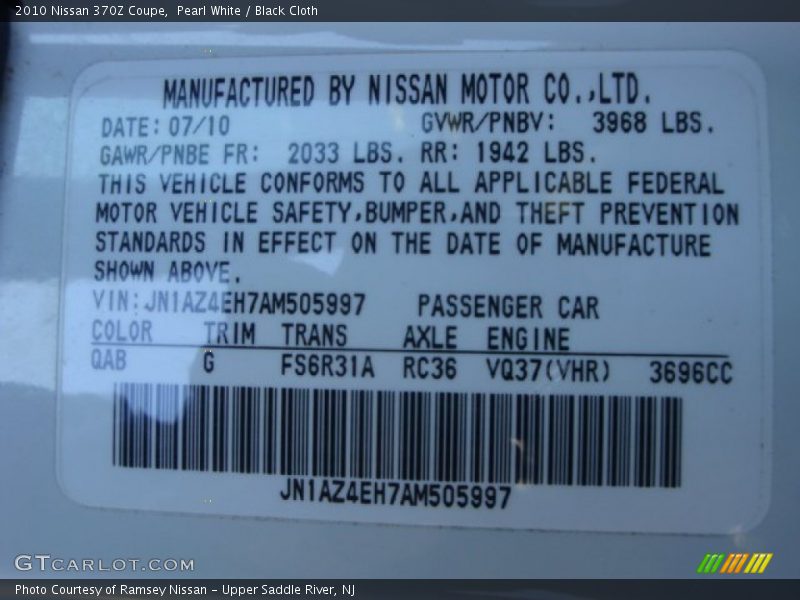 2010 Nissan 370Z Coupe, Pearl White / Black Cloth
MANUFACTURED BY NISSAN MOTOR CO.,LTD.
DATE: 07/10 GVWR/PNBV: 3968 LBS.
GAWR/PNBE FR: 2033 LBS. RR: 1942 LBS.
THIS VEHICLE CONFORMS TO ALL APPLICABLE FEDERAL
MOTOR VEHICLE SAFETY,BUMPER,AND THEFT PREVENTION
STANDARDS IN EFFECT ON THE DATE OF MANUFACTURE
SHOWN ABOVE.
VIN:JN1AZ4EH7AM505997 PASSENGER CAR
COLOR TRIM TRANS AXLE ENGINE
QAB G FS6R31A RC36 VQ37(VHR) 3696CC
JN1AZ4EH7AM505997
GTCARLOT.COM
Photo Courtesy of Ramsey Nissan - Upper Saddle River, NJ